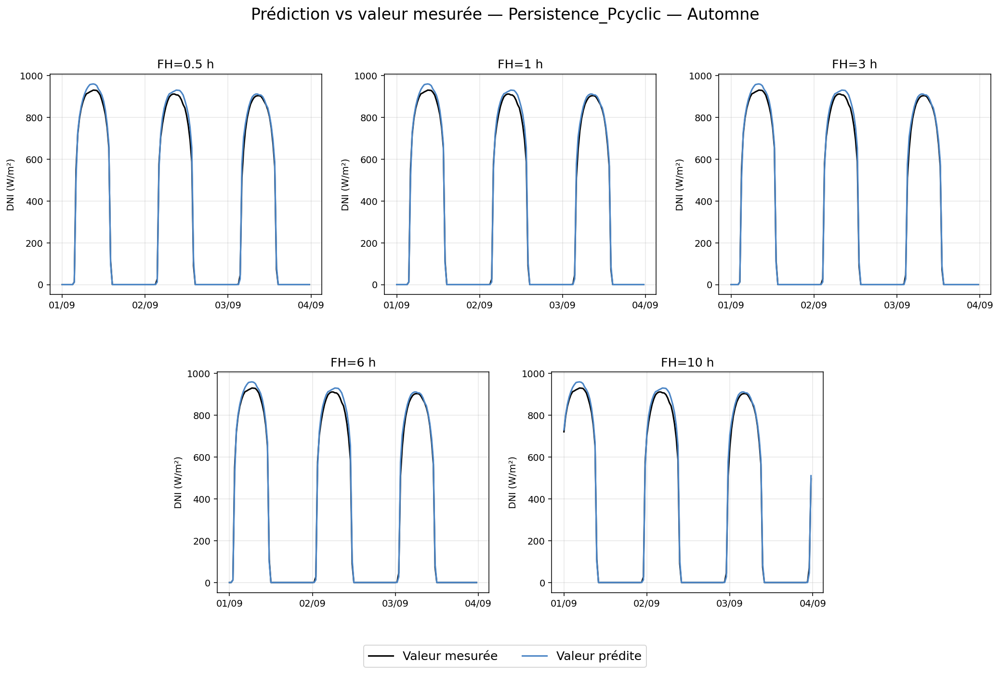 Prédiction vs valeur mesurée — Persistence_Pcyclic — Automne
FH=0.5 h
DNI (W/m²)
1000
800
600
400
200
0
01/09 02/09 03/09 04/09
FH=1 h
DNI (W/m²)
1000
800
600
400
200
0
01/09 02/09 03/09 04/09
FH=3 h
DNI (W/m²)
1000
800
600
400
200
0
01/09 02/09 03/09 04/09
FH=6 h
DNI (W/m²)
1000
800
600
400
200
0
01/09 02/09 03/09 04/09
FH=10 h
DNI (W/m²)
1000
800
600
400
200
0
01/09 02/09 03/09 04/09
Valeur mesurée Valeur prédite